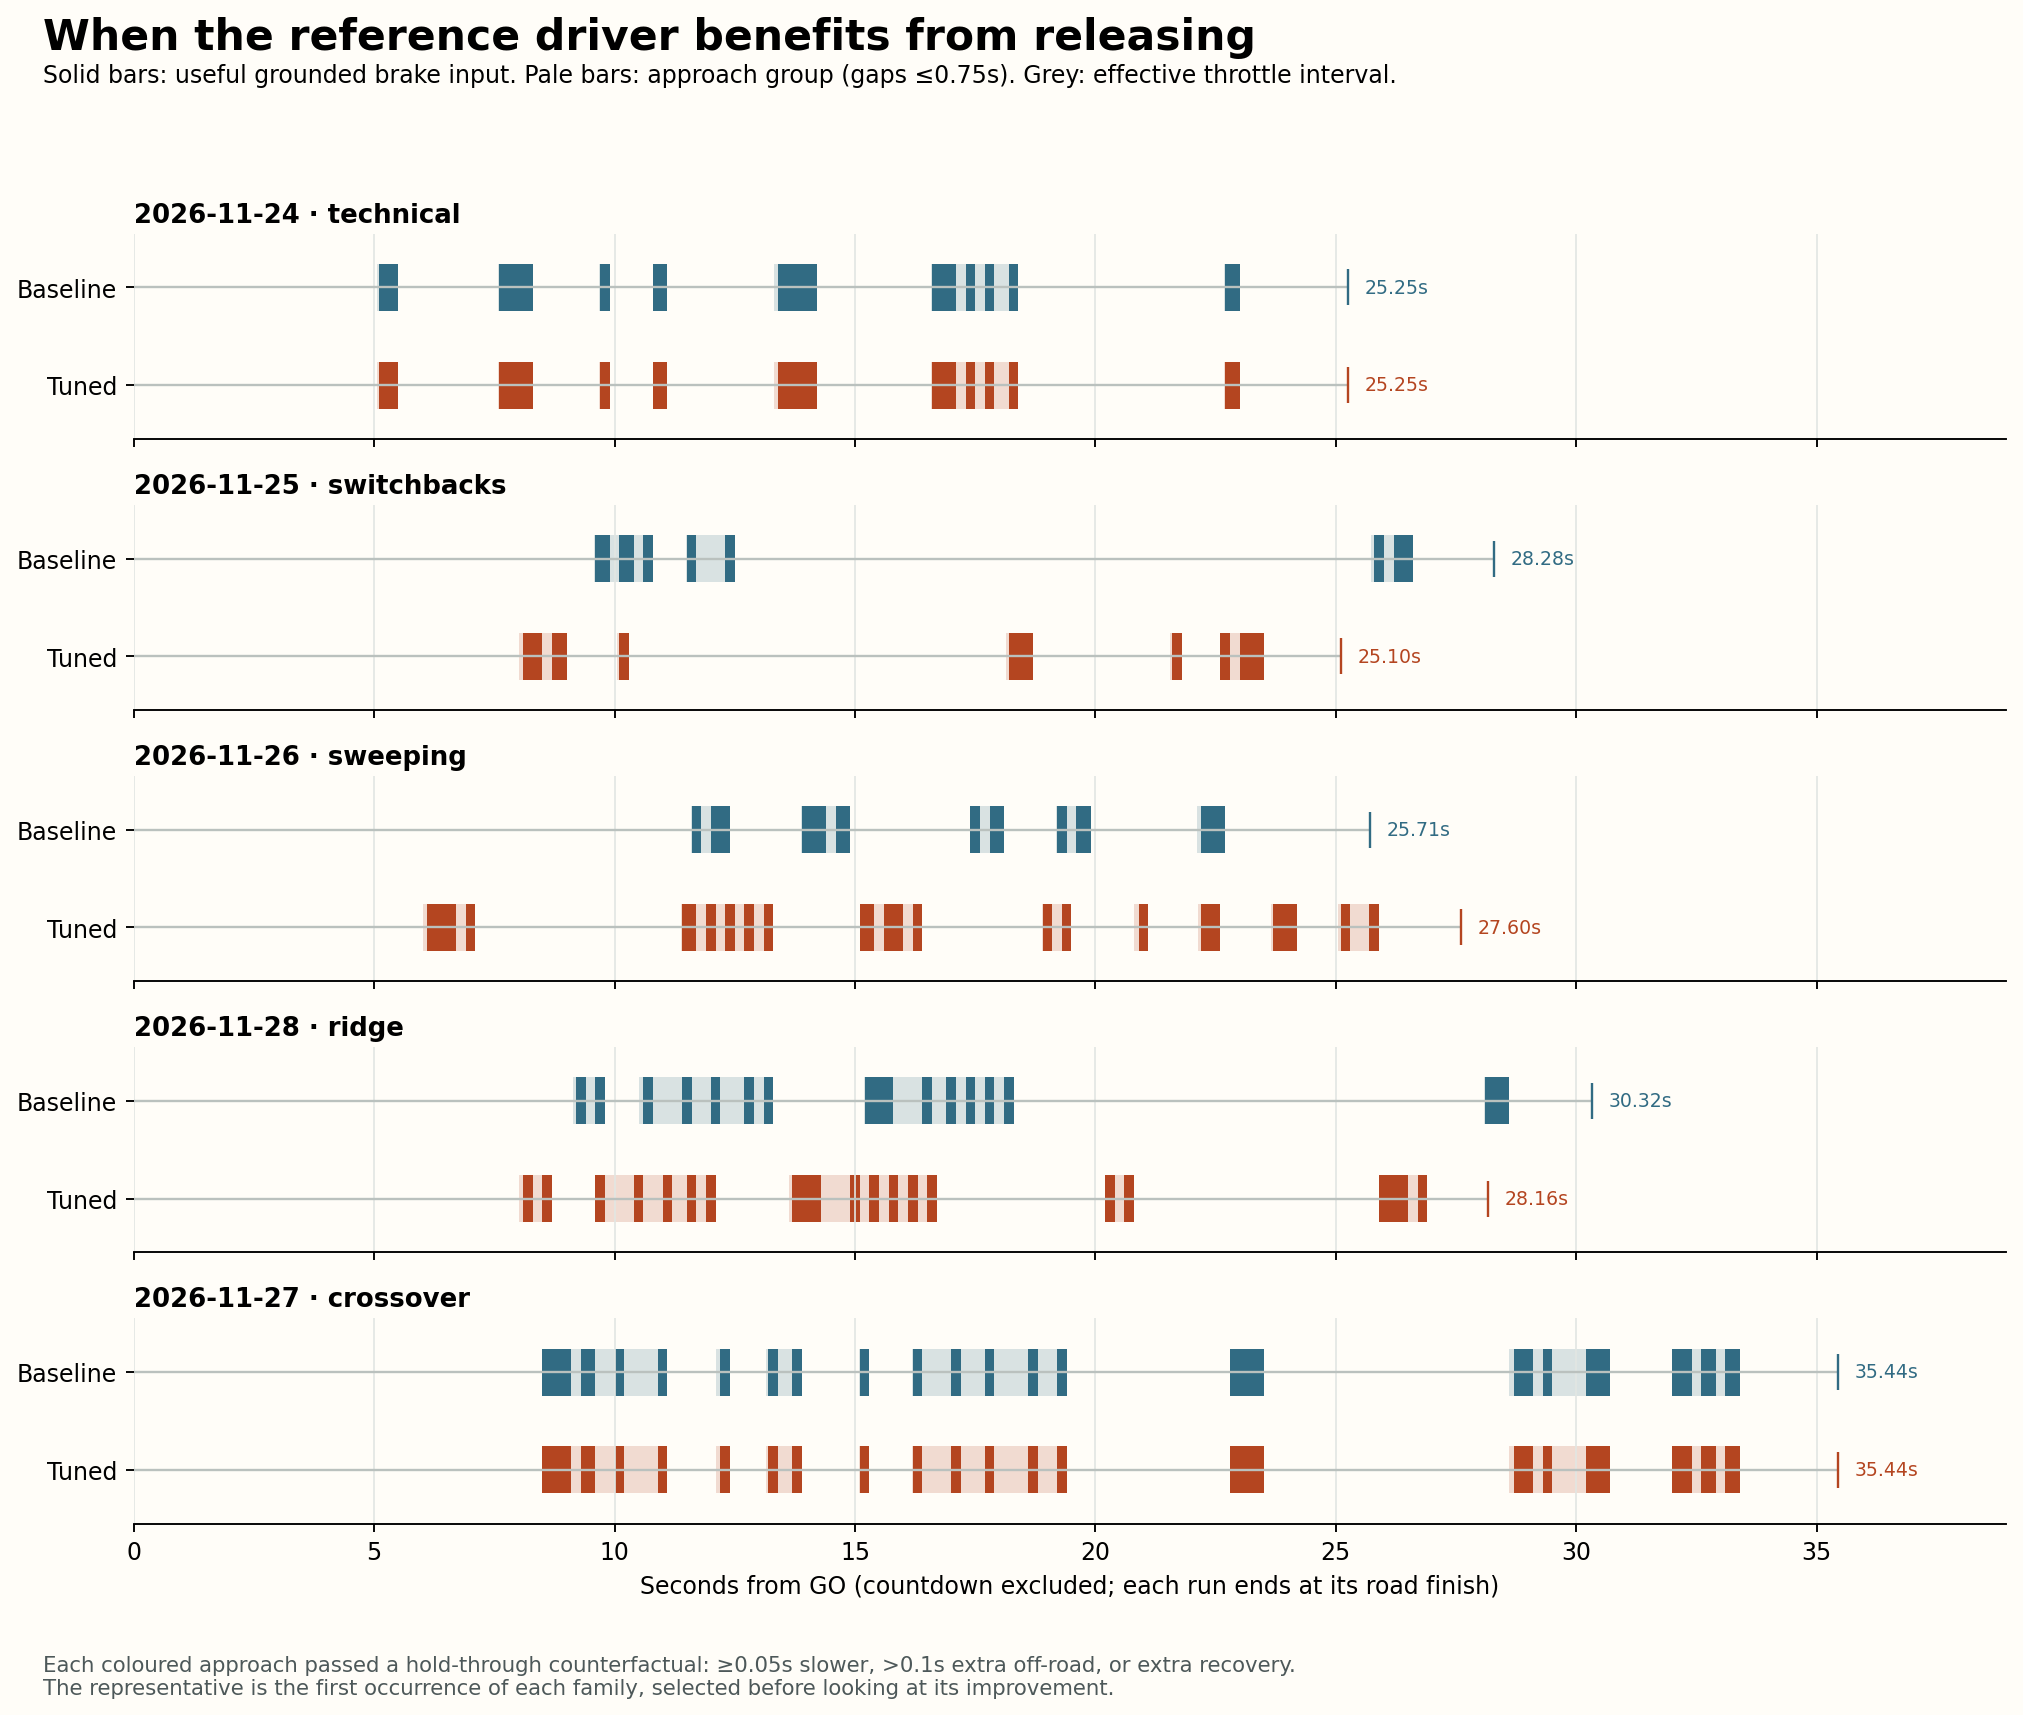 When the reference driver benefits from releasing
Solid bars: useful grounded brake input. Pale bars: approach group (gaps ≤0.75s). Grey: effective throttle interval.
2026-11-24 · technical
Baseline
25.25s
Tuned
25.25s
2026-11-25 · switchbacks
Baseline
28.28s
Tuned
25.10s
2026-11-26 · sweeping
Baseline
25.71s
Tuned
27.60s
2026-11-28 · ridge
Baseline
30.32s
Tuned
28.16s
2026-11-27 · crossover
Baseline
35.44s
Tuned
35.44s
0 5 10 15 20 25 30 35
Seconds from GO (countdown excluded; each run ends at its road finish)
Each coloured approach passed a hold-through counterfactual: ≥0.05s slower, >0.1s extra off-road, or extra recovery.
The representative is the first occurrence of each family, selected before looking at its improvement.